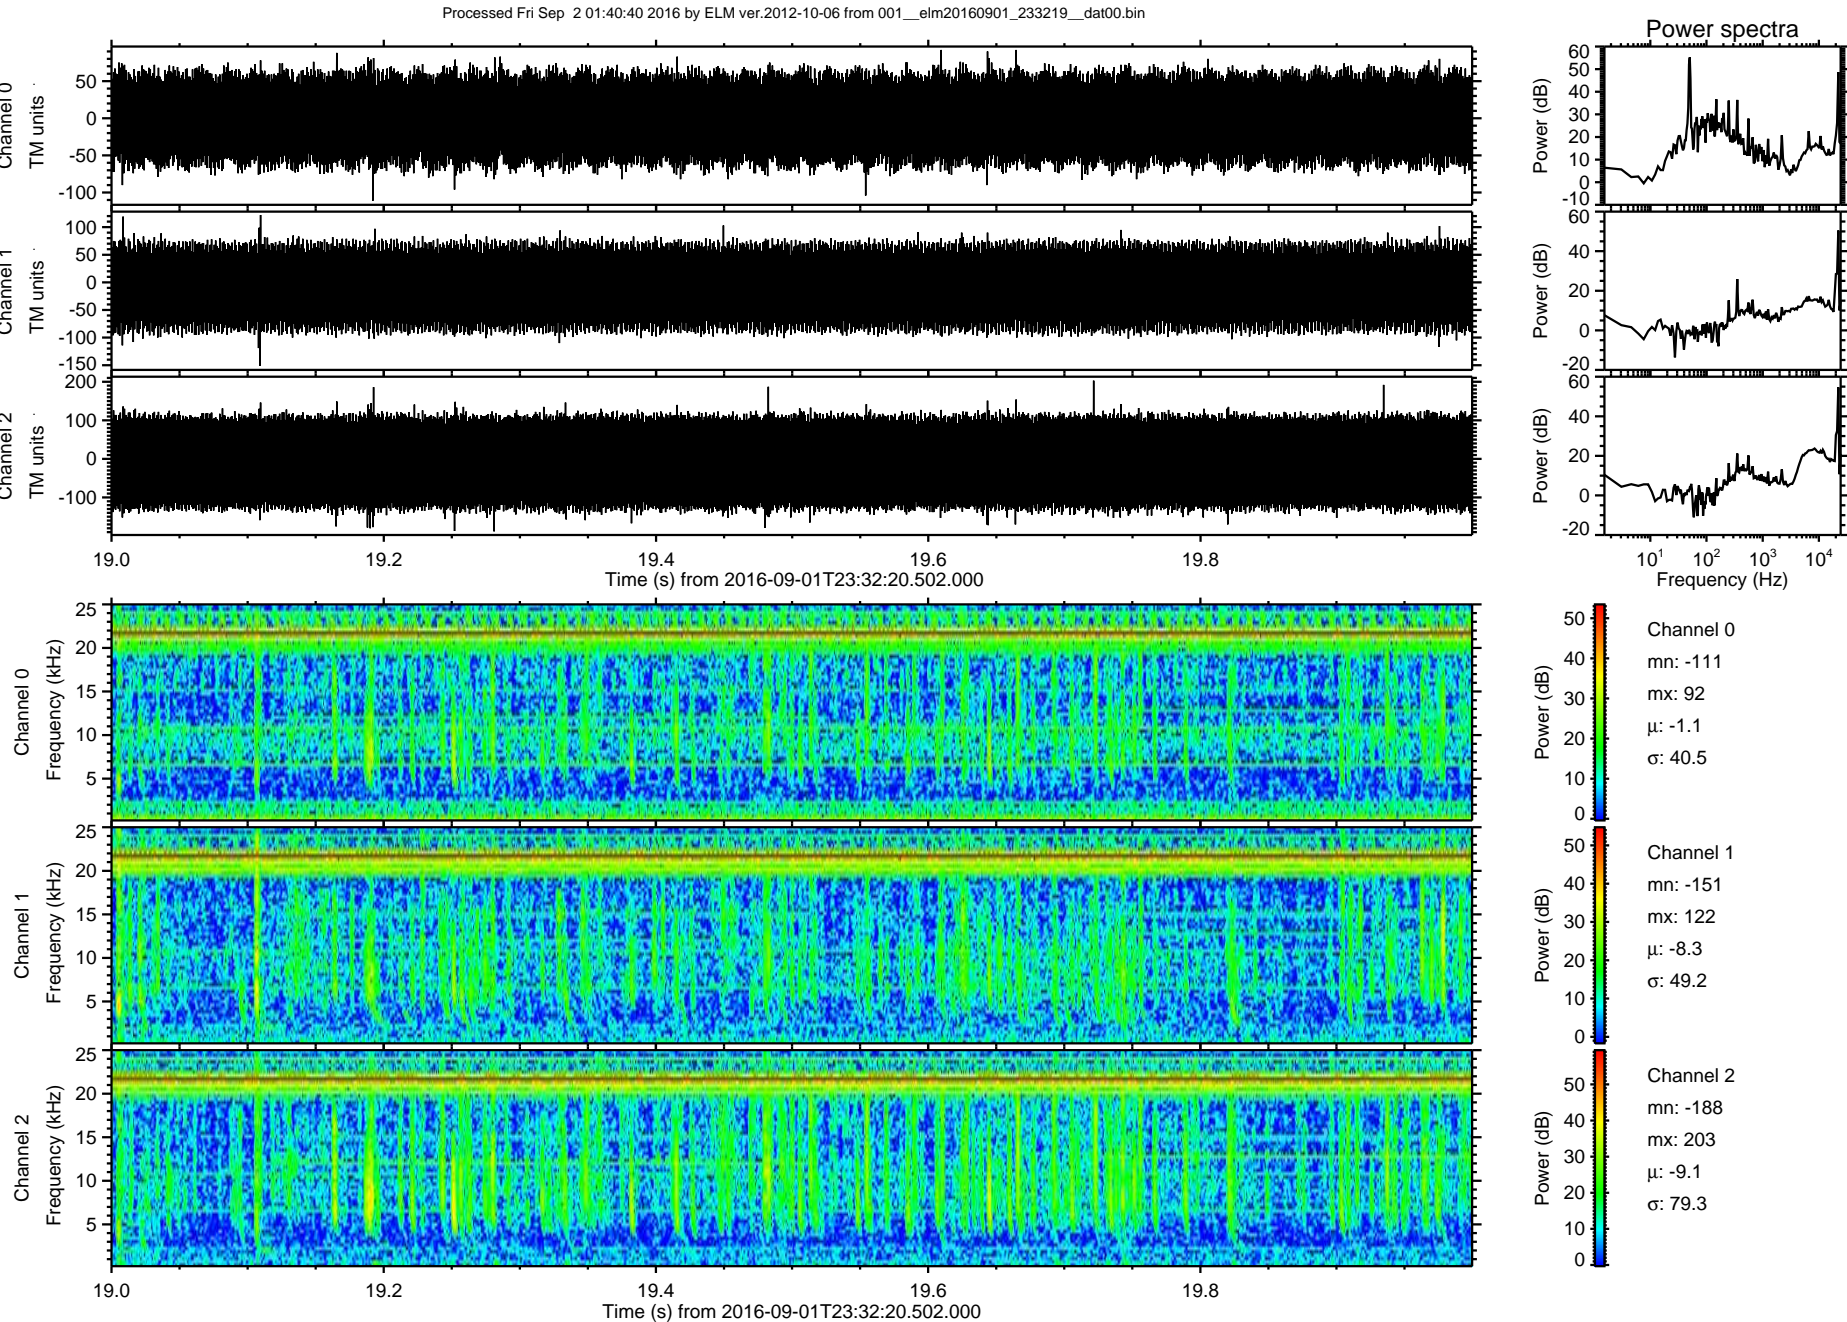 Processed Fri Sep  2 01:40:40 2016 by ELM ver.2012-10-06 from 001__elm20160901_233219__dat00.bin
Power spectra
Channel 0
TM units
50
0
-50
-100
Power (dB)
60
50
40
30
20
10
0
-10
Channel 1
TM units
100
50
0
-50
-100
-150
Power (dB)
60
40
20
0
-20
Channel 2
TM units
200
100
0
-100
Power (dB)
60
40
20
0
-20
19.0 19.2 19.4 19.6 19.8
Time (s) from 2016-09-01T23:32:20.502.000
10^1 10^2 10^3 10^4
Frequency (Hz)
Channel 0
Frequency (kHz)
25
20
15
10
5
Power (dB)
50
40
30
20
10
0
Channel 0
mn: -111
mx: 92
μ: -1.1
σ: 40.5
Channel 1
Frequency (kHz)
25
20
15
10
5
Power (dB)
50
40
30
20
10
0
Channel 1
mn: -151
mx: 122
μ: -8.3
σ: 49.2
Channel 2
Frequency (kHz)
25
20
15
10
5
Power (dB)
50
40
30
20
10
0
Channel 2
mn: -188
mx: 203
μ: -9.1
σ: 79.3
19.0 19.2 19.4 19.6 19.8
Time (s) from 2016-09-01T23:32:20.502.000